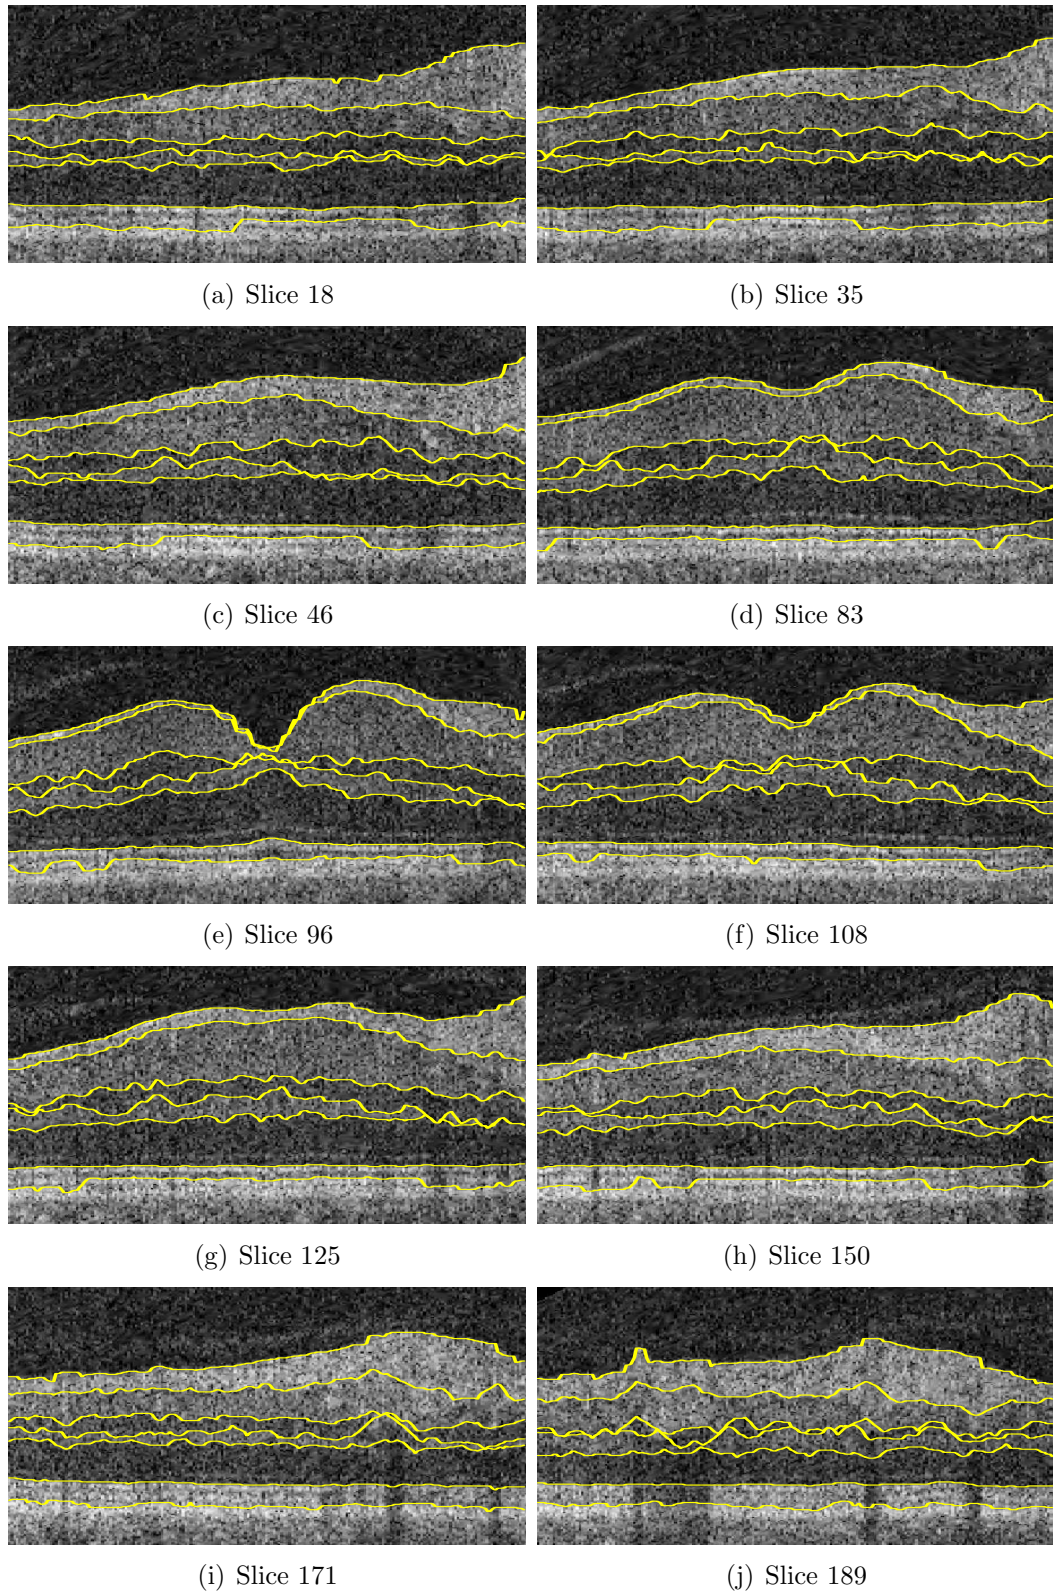 (a) Slice 18
(b) Slice 35
(c) Slice 46
(d) Slice 83
(e) Slice 96
(f) Slice 108
(g) Slice 125
(h) Slice 150
(i) Slice 171
(j) Slice 189